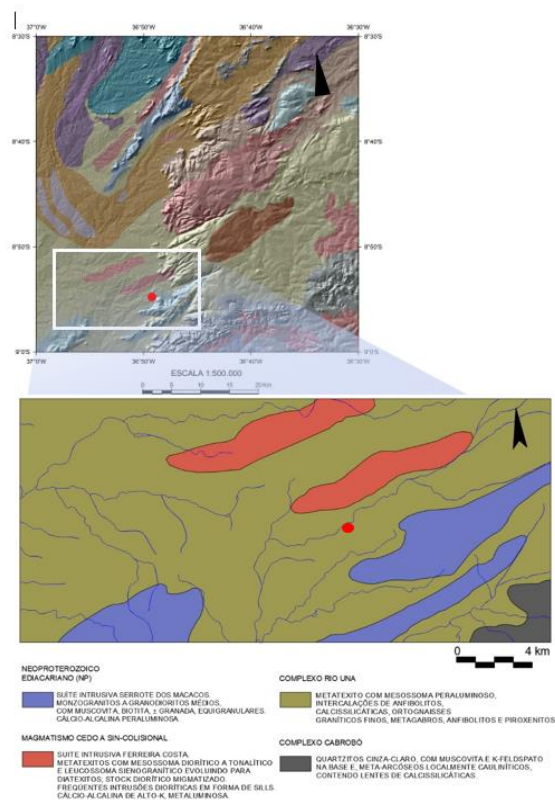 37°0'W 36°50'W 36°40'W 36°30'W
8°30'S 8°30'S
8°40'S 8°40'S
8°50'S 8°50'S
9°0'S 9°0'S
37°0'W 36°50'W 36°40'W 36°30'W
ESCALA 1:500.000
0 5 10 15 20 km
0 4 km
NEOPROTEROZOICO
EDIACARIANO (NP)
SUÍTE INTRUSIVA SERROTE DOS MACACOS.
MONZOGRANITOS A GRANODIORITOS MÉDIOS,
COM MUSCOVITA, BIOTITA, ± GRANADA, EQUIGRANULARES.
CÁLCIO-ALCALINA PERALUMINOSA.
MAGMATISMO CEDO A SIN-COLISIONAL
SUÍTE INTRUSIVA FERREIRA COSTA.
METATEXITOS COM MESOSSOMA DIORÍTICO A TONALÍTICO
E LEUCOSSOMA SIENOGRANÍTICO EVOLUINDO PARA
DIATEXITOS; STOCK DIORÍTICO MIGMATIZADO.
FREQÜENTES INTRUSÕES DIORÍTICAS EM FORMA DE SILLS.
CÁLCIO-ALCALINA DE ALTO-K, METALUMINOSA.
COMPLEXO RIO UNA
METATEXITO COM MESOSSOMA PERALUMINOSO,
INTERCALAÇÕES DE ANFIBOLITOS,
CALCISSILICÁTICAS, ORTOGNAISSES
GRANÍTICOS FINOS, METAGABROS, ANFIBOLITOS E PIROXENITOS
COMPLEXO CABROBÓ
QUARTZITOS CINZA-CLARO, COM MUSCOVITA E K-FELDSPATO
NA BASE E, META-ARCÓSEOS LOCALMENTE CAULINÍTICOS,
CONTENDO LENTES DE CALCISSILICÁTICAS.